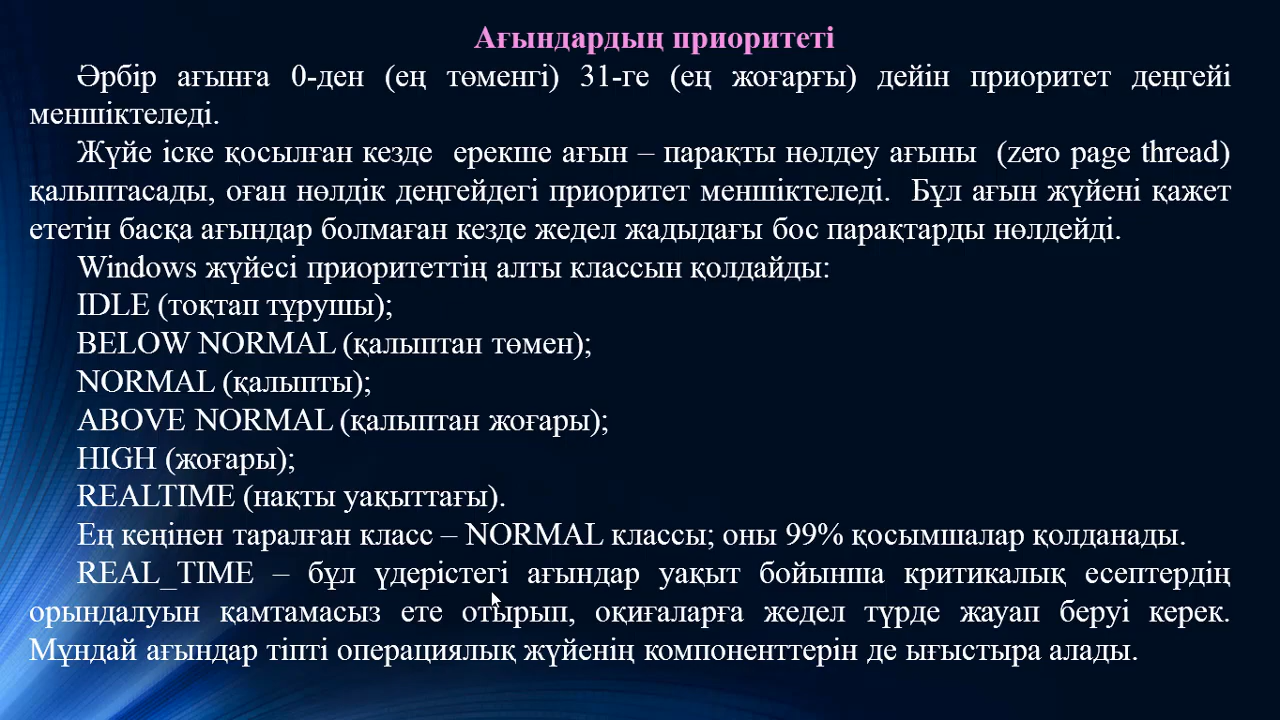 Ағындардың приоритеті
Әрбір ағынға 0-ден (ең төменгі) 31-ге (ең жоғарғы) дейін приоритет деңгейі
меншіктеледі.
Жүйе іске қосылған кезде ерекше ағын – парақты нөлдеу ағыны (zero page thread)
қалыптасады, оған нөлдік деңгейдегі приоритет меншіктеледі. Бұл ағын жүйені қажет
ететін басқа ағындар болмаған кезде жедел жадыдағы бос парақтарды нөлдейді.
Windows жүйесі приоритеттің алты классын қолдайды:
IDLE (тоқтап тұрушы);
BELOW NORMAL (қалыптан төмен);
NORMAL (қалыпты);
ABOVE NORMAL (қалыптан жоғары);
HIGH (жоғары);
REALTIME (нақты уақыттағы).
Ең кеңінен таралған класс – NORMAL классы; оны 99% қосымшалар қолданады.
REAL_TIME – бұл үдерістегі ағындар уақыт бойынша критикалық есептердің
орындалуын қамтамасыз ете отырып, оқиғаларға жедел түрде жауап беруі керек.
Мұндай ағындар тіпті операциялық жүйенің компоненттерін де ығыстыра алады.